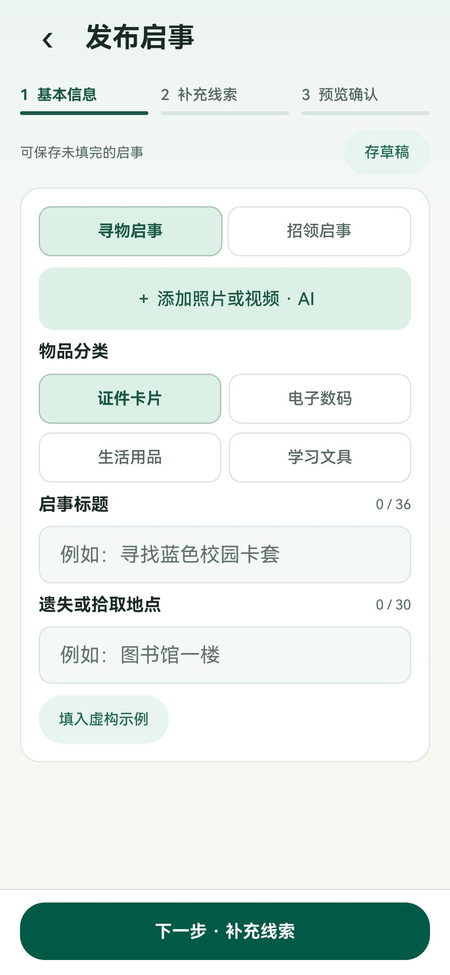 ‹ 发布启事
1 基本信息 2 补充线索 3 预览确认
可保存未填完的启事 存草稿
寻物启事 招领启事
+ 添加照片或视频 · AI
物品分类
证件卡片 电子数码
生活用品 学习文具
启事标题 0 / 36
例如：寻找蓝色校园卡套
遗失或拾取地点 0 / 30
例如：图书馆一楼
填入虚构示例
下一步 · 补充线索